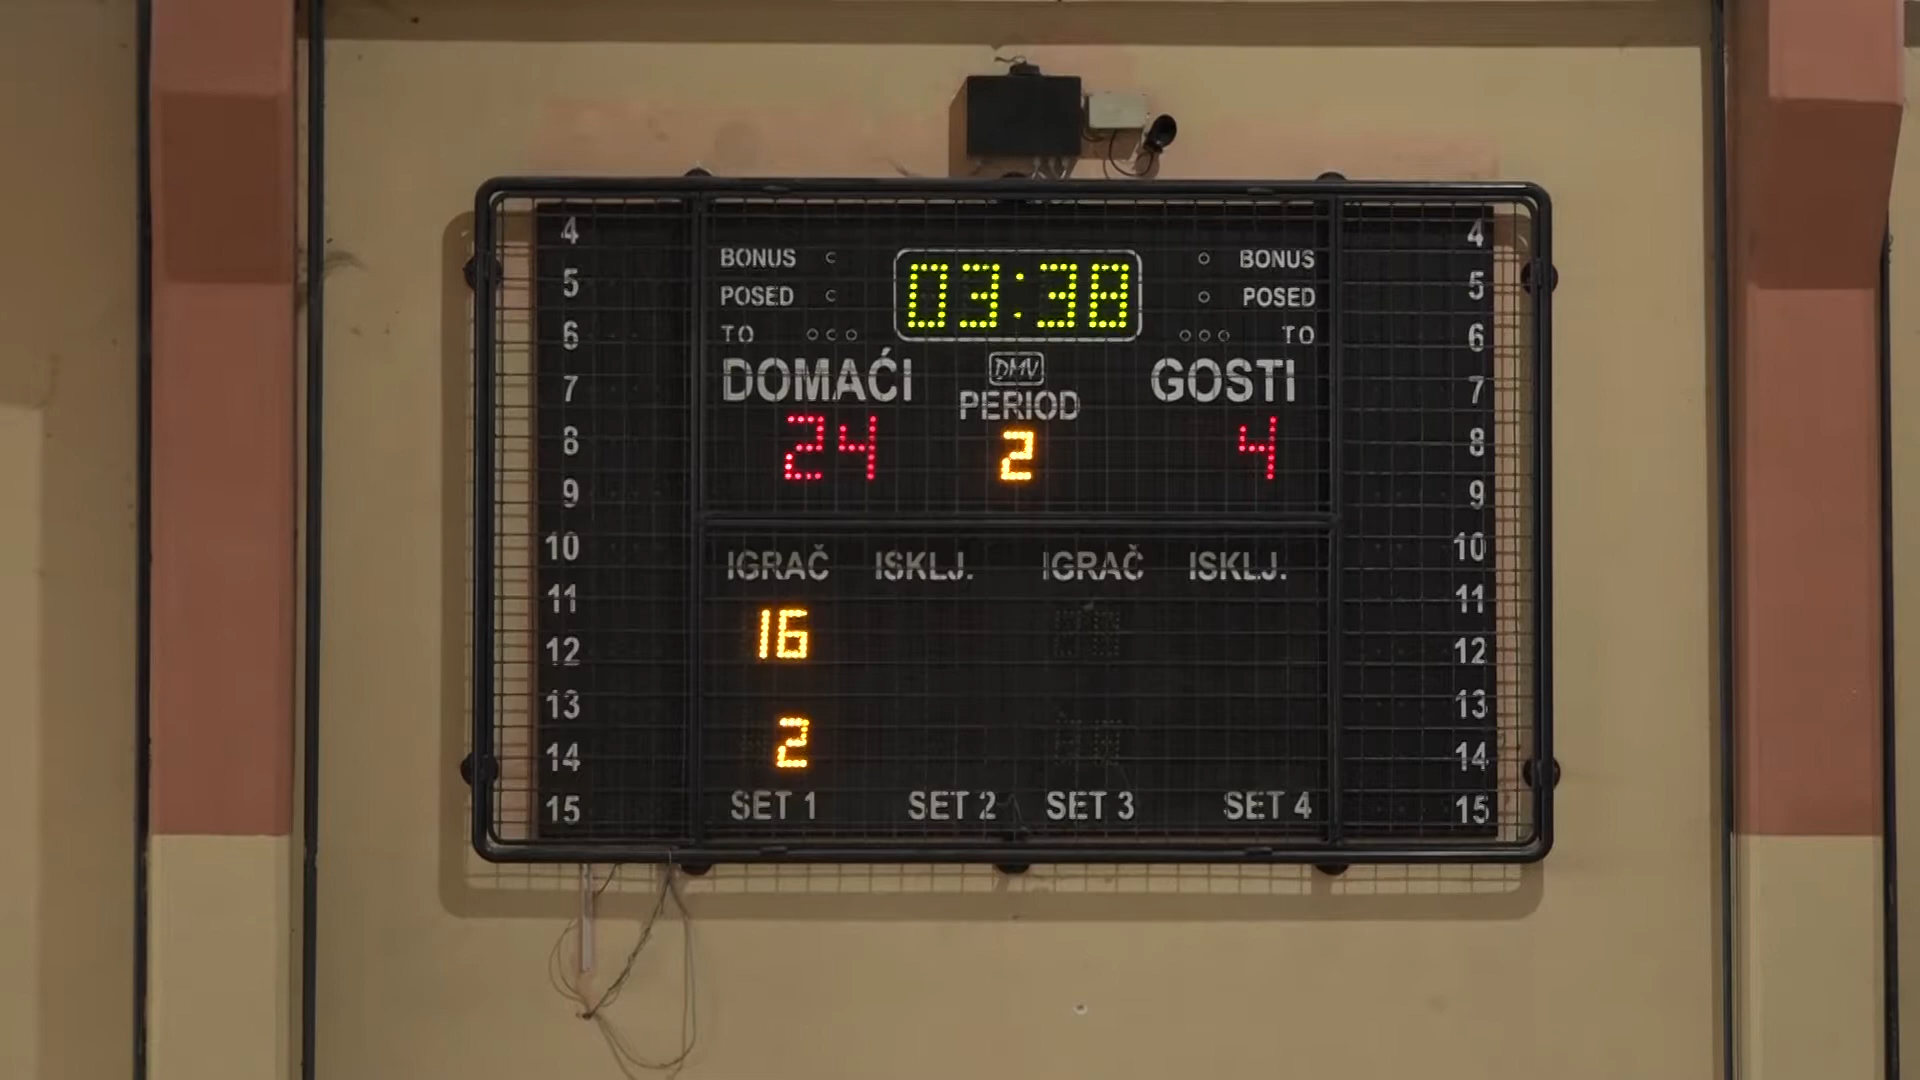 4 4
BONUS 03:38 BONUS
5 5
POSED POSED
6 TO TO 6
DOMAĆI DMV GOSTI
7 PERIOD 7
8 24 2 4 8
9 9
10 IGRAČ ISKLJ. IGRAČ ISKLJ. 10
11 11
16
12 12
13 13
2
14 14
15 SET 1 SET 2 SET 3 SET 4 15